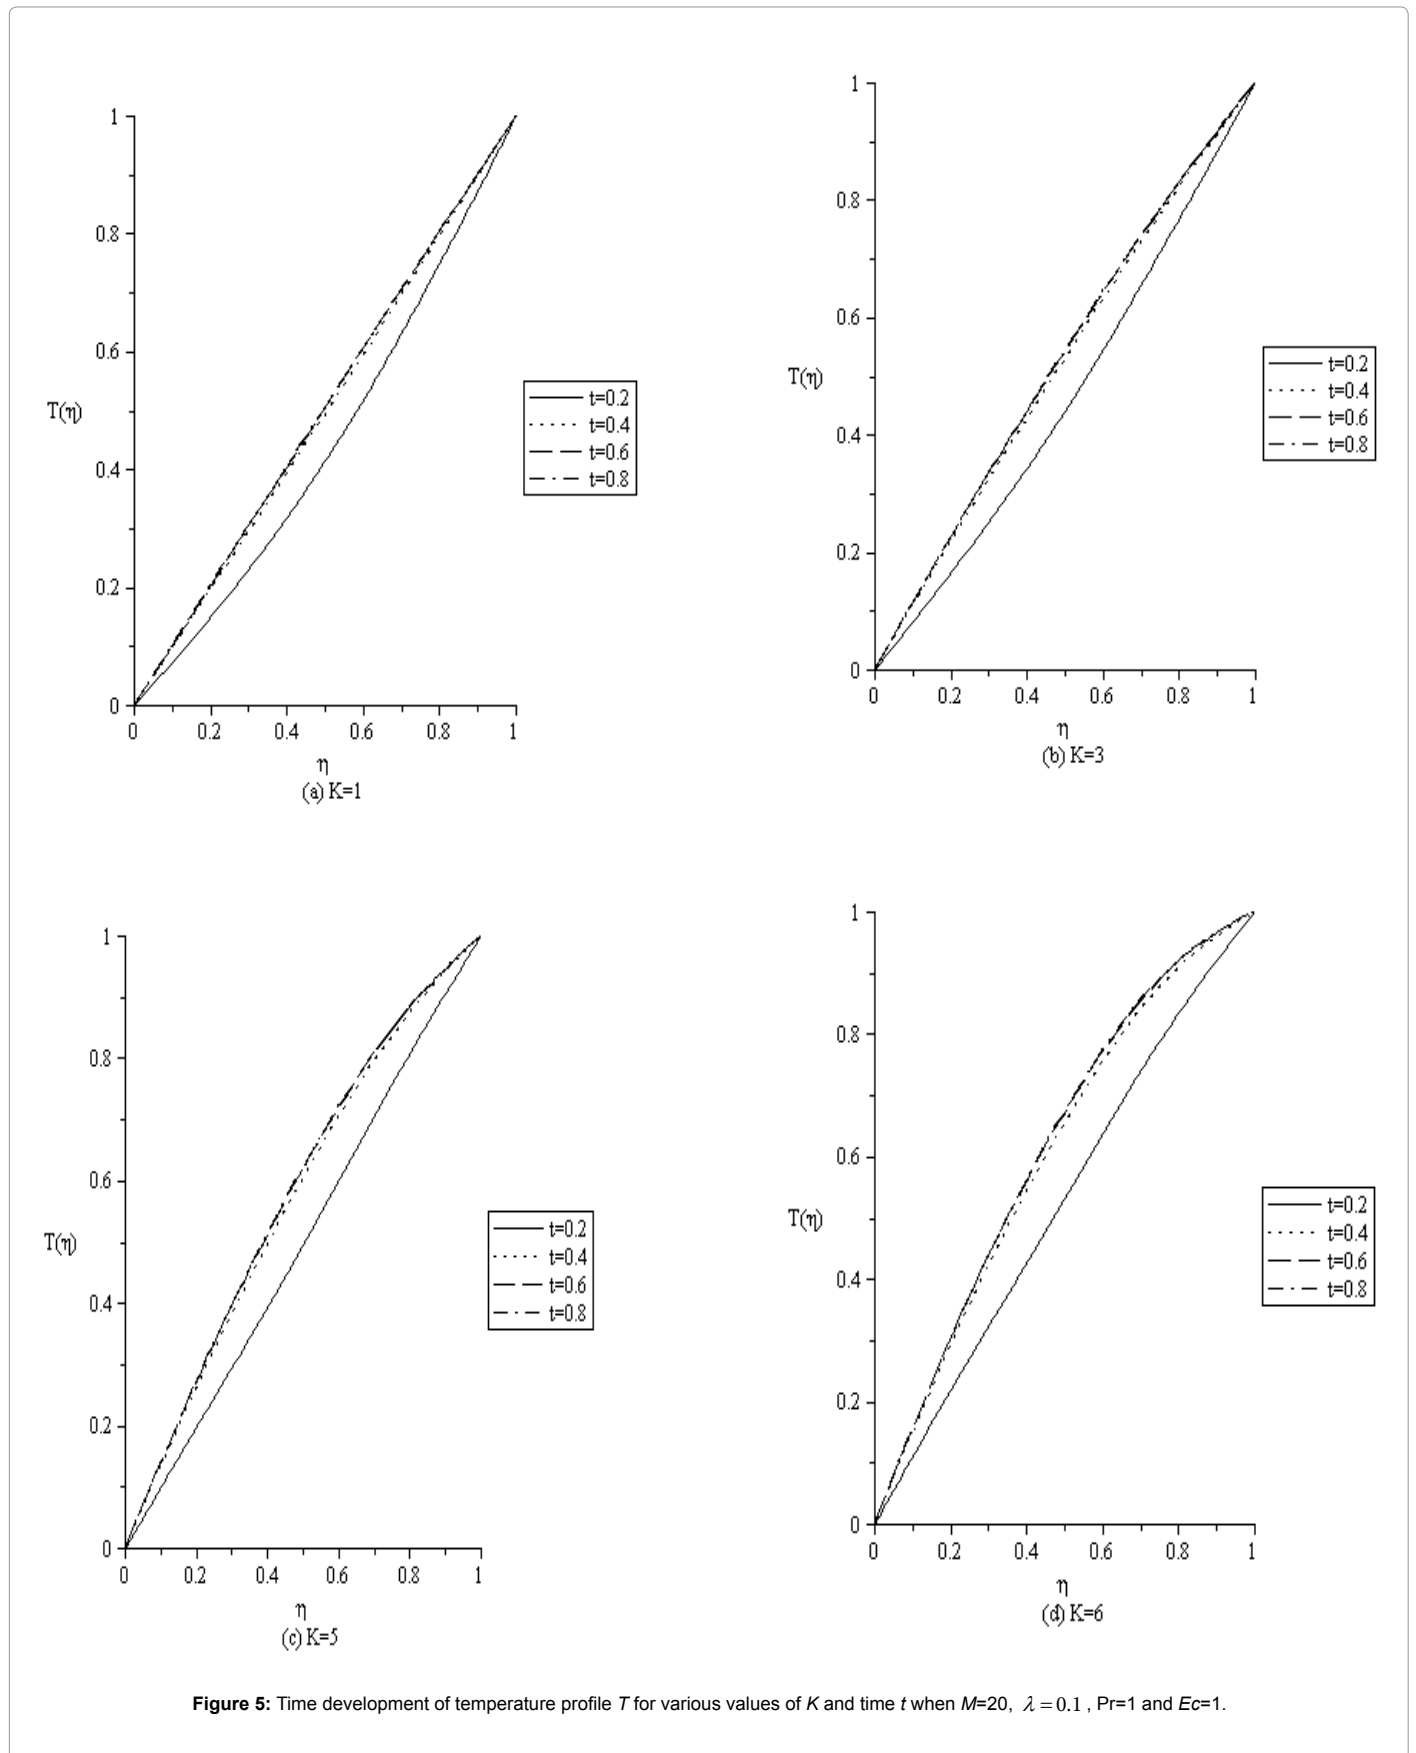 1
0.8
0.6
T(η)
0.4
0.2
0
0 0.2 0.4 0.6 0.8 1
η
(a) K=1
t=0.2
t=0.4
t=0.6
t=0.8
1
0.8
0.6
T(η)
0.4
0.2
0
0 0.2 0.4 0.6 0.8 1
η
(b) K=3
t=0.2
t=0.4
t=0.6
t=0.8
1
0.8
0.6
T(η)
0.4
0.2
0
0 0.2 0.4 0.6 0.8 1
η
(c) K=5
t=0.2
t=0.4
t=0.6
t=0.8
1
0.8
0.6
T(η)
0.4
0.2
0
0 0.2 0.4 0.6 0.8 1
η
(d) K=6
t=0.2
t=0.4
t=0.6
t=0.8
Figure 5: Time development of temperature profile T for various values of K and time t when M=20, λ = 0.1 , Pr=1 and Ec=1.